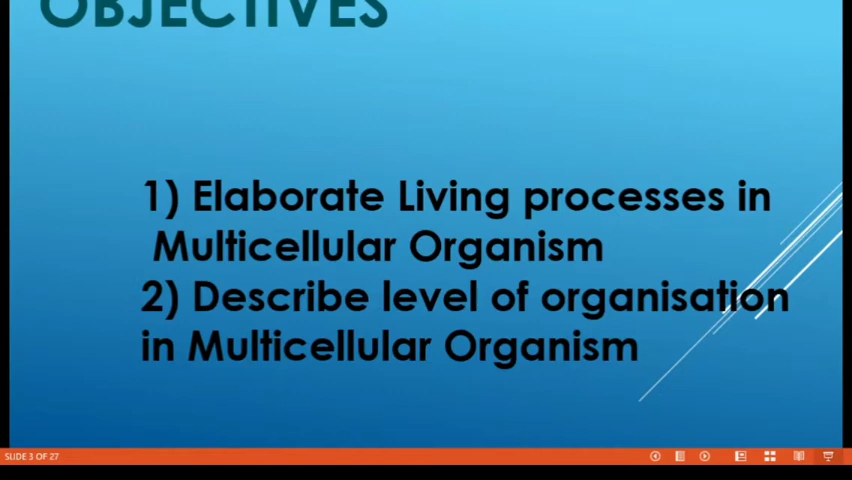 OBJECTIVES
1) Elaborate Living processes in
Multicellular Organism
2) Describe level of organisation
in Multicellular Organism
SLIDE 3 OF 27